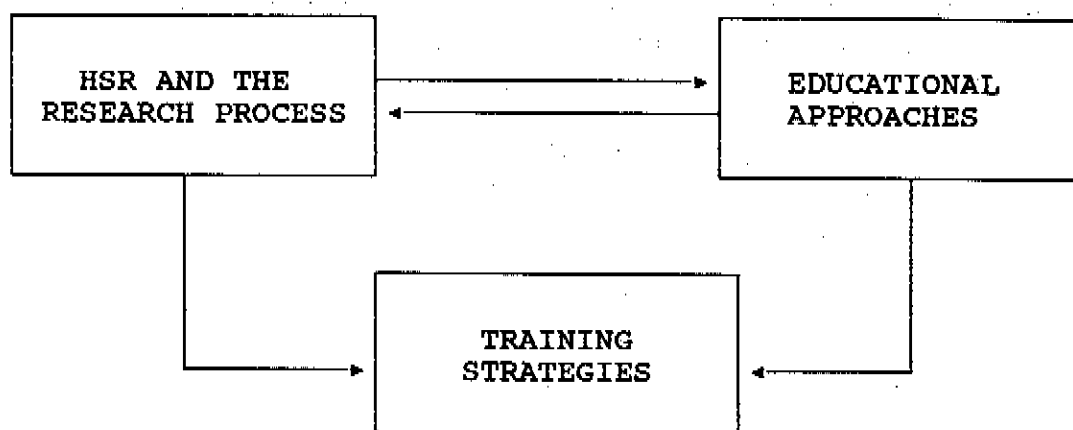 HSR AND THE
RESEARCH PROCESS
EDUCATIONAL
APPROACHES
TRAINING
STRATEGIES